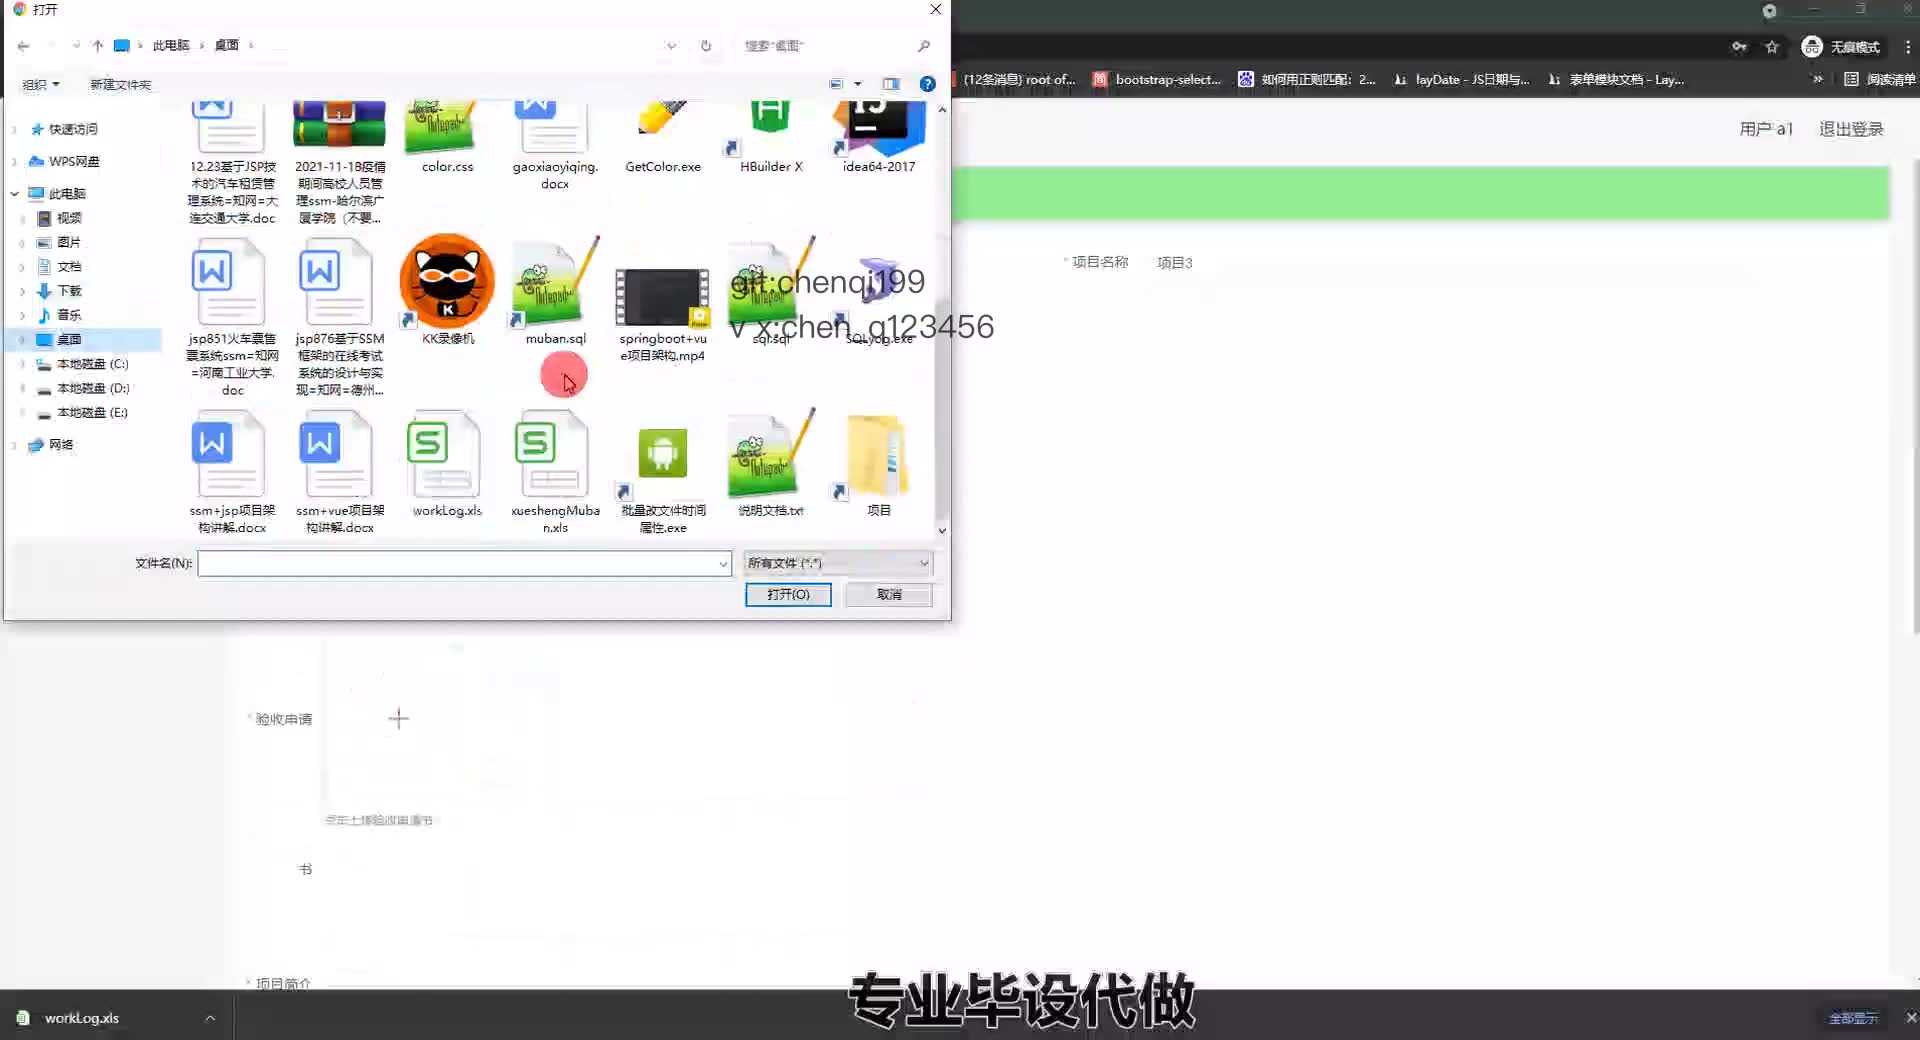 打开
此电脑 › 桌面 ›
搜索"桌面"
无痕模式
组织
新建文件夹
(12条消息) root of...
bootstrap-select...
如何用正则匹配: 2...
layDate - JS日期与...
表单模块文档 - Lay...
阅读清单
用户 a1
退出登录
快速访问
WPS网盘
此电脑
视频
图片
文档
下载
音乐
桌面
本地磁盘 (C:)
本地磁盘 (D:)
本地磁盘 (E:)
网络
12.23基于JSP技
术的汽车租赁管
理系统=知网=大
连交通大学.doc
2021-11-18疫情
期间高校人员管
理ssm-哈尔滨广
厦学院（不要...
color.css
gaoxiaoyiqing.
docx
GetColor.exe
HBuilder X
idea64-2017
jsp851火车票售
票系统ssm=知网
=河南工业大学.
doc
jsp876基于SSM
框架的在线考试
系统的设计与实
现=知网=德州...
KK录像机
muban.sql
springboot+vu
e项目架构.mp4
sql.sql
SQLyog.exe
git:chenqi199
v x:chen_q123456
ssm+jsp项目架
构讲解.docx
ssm+vue项目架
构讲解.docx
workLog.xls
xueshengMuba
n.xls
批量改文件时间
属性.exe
说明文档.txt
项目
文件名(N):
所有文件 (*.*)
打开(O)
取消
* 项目名称
项目3
* 验收申请
书
* 项目简介
workLog.xls
专业毕设代做
全部显示